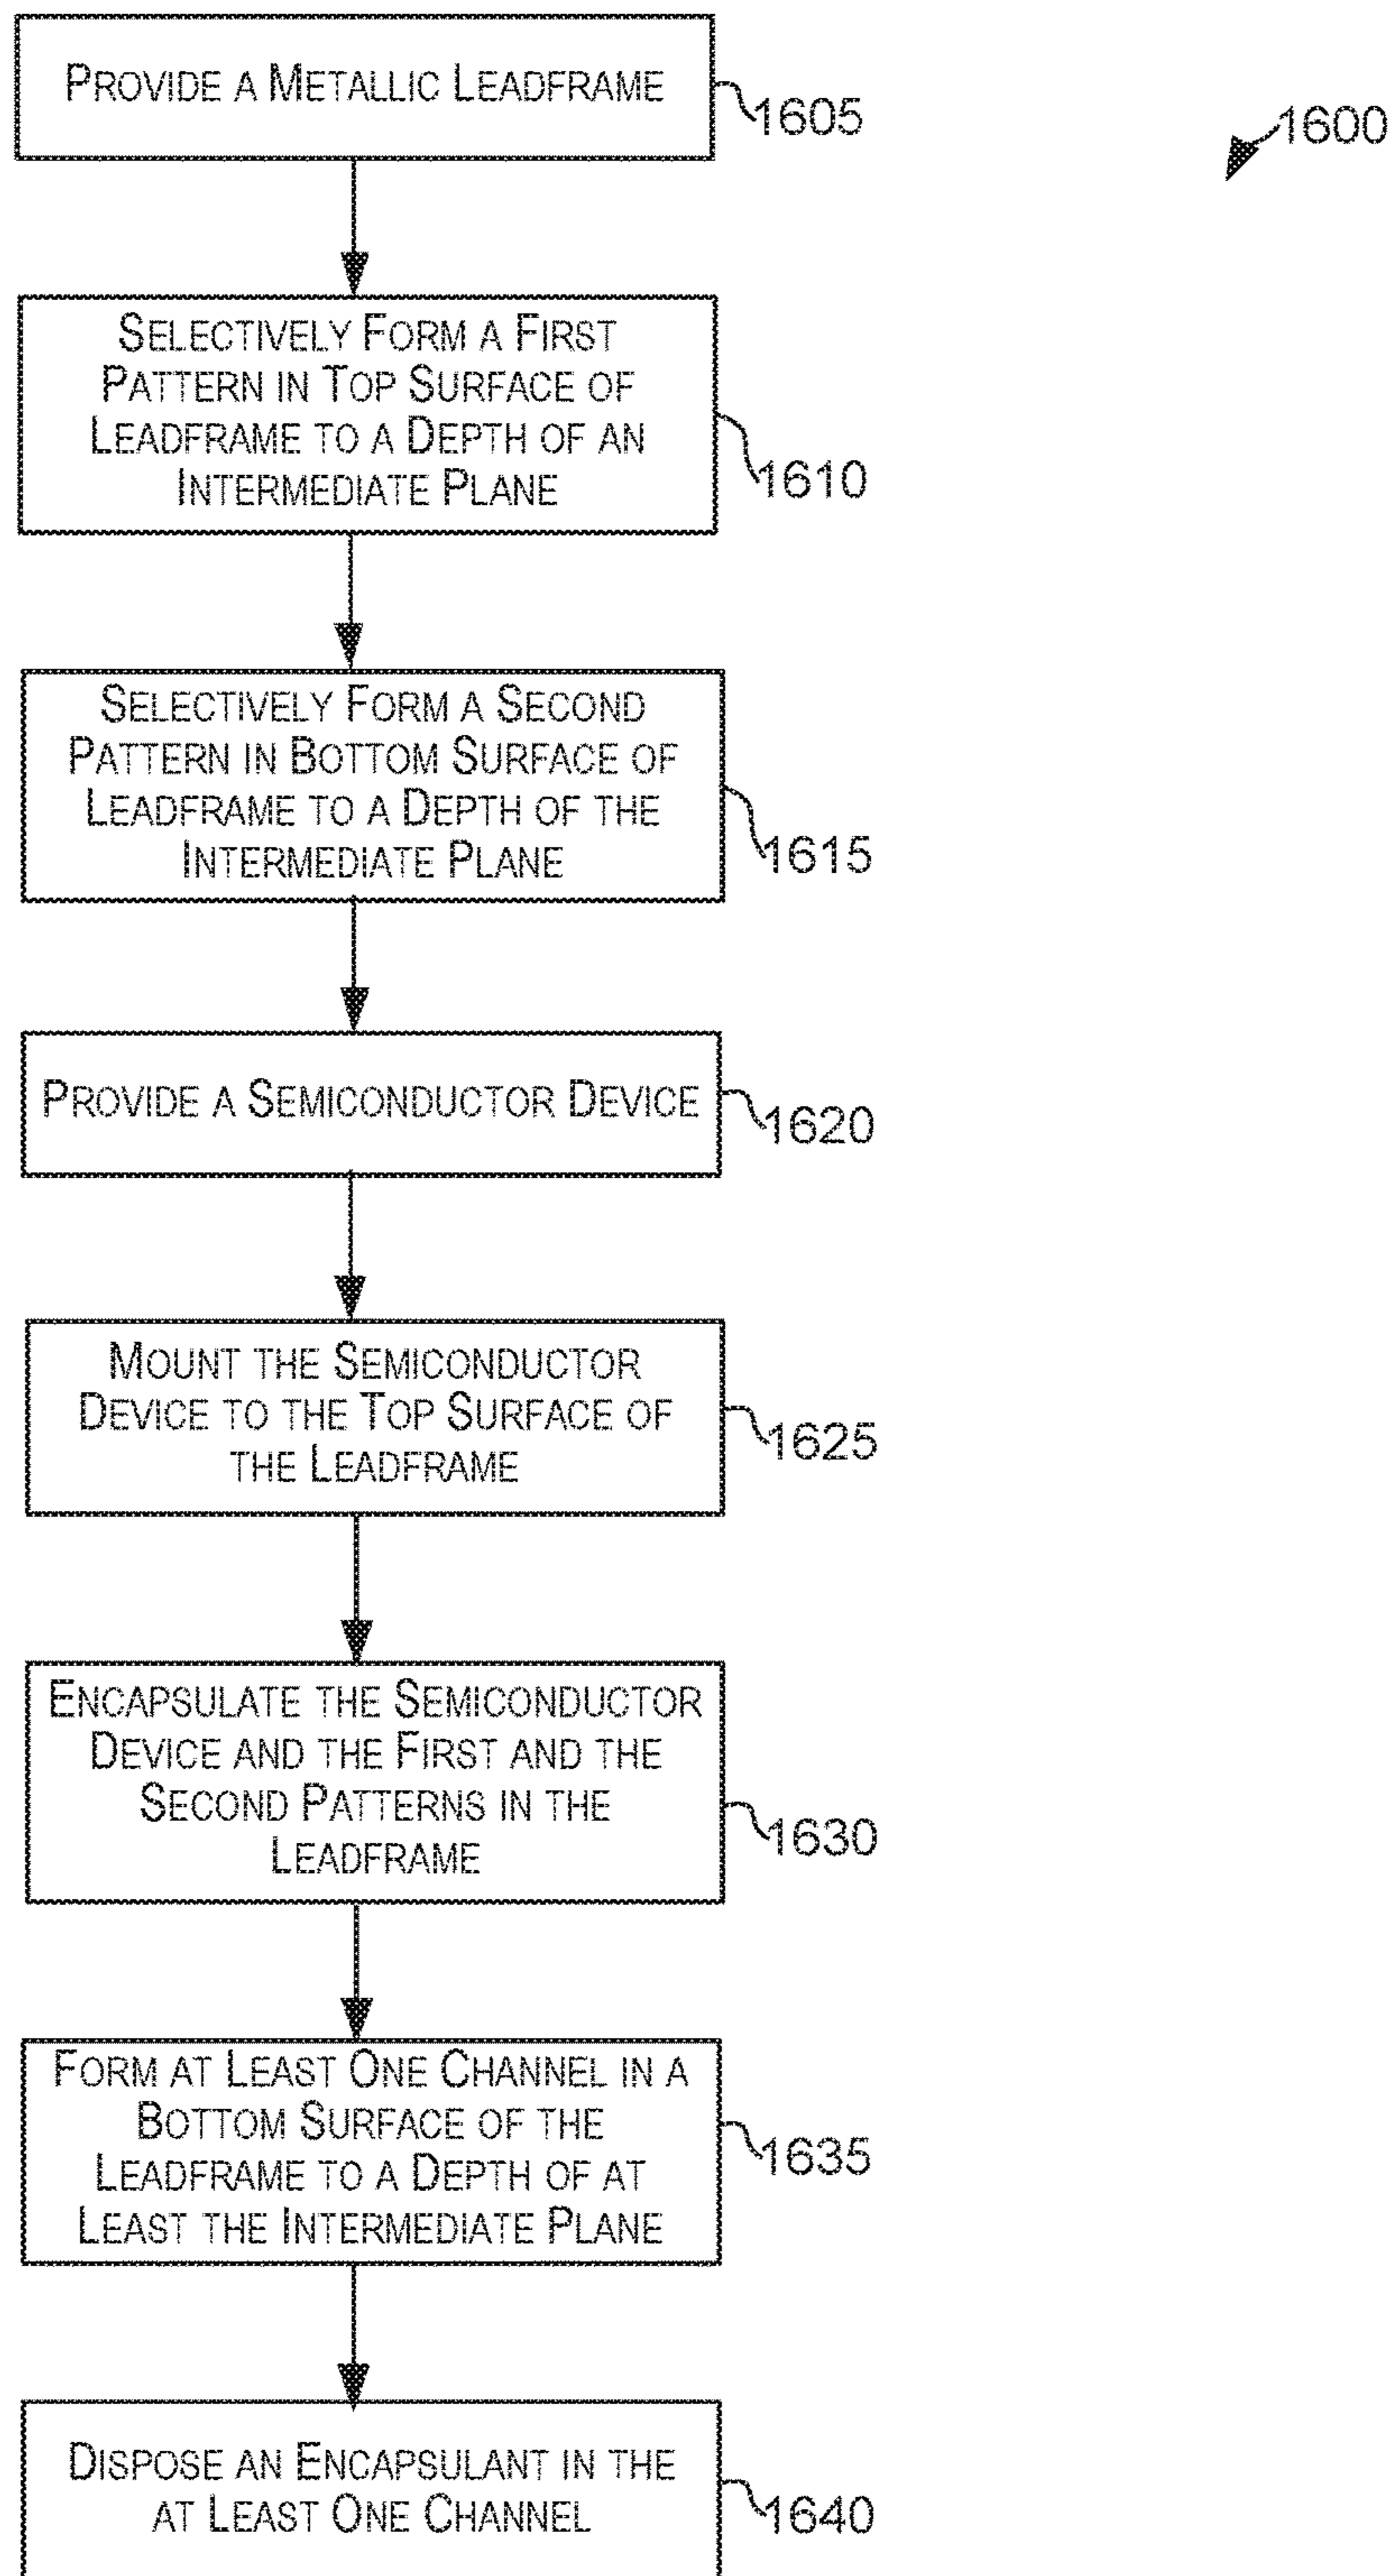 PROVIDE A METALLIC LEADFRAME
1605
1600
SELECTIVELY FORM A FIRST
PATTERN IN TOP SURFACE OF
LEADFRAME TO A DEPTH OF AN
INTERMEDIATE PLANE
1610
SELECTIVELY FORM A SECOND
PATTERN IN BOTTOM SURFACE OF
LEADFRAME TO A DEPTH OF THE
INTERMEDIATE PLANE
1615
PROVIDE A SEMICONDUCTOR DEVICE
1620
MOUNT THE SEMICONDUCTOR
DEVICE TO THE TOP SURFACE OF
THE LEADFRAME
1625
ENCAPSULATE THE SEMICONDUCTOR
DEVICE AND THE FIRST AND THE
SECOND PATTERNS IN THE
LEADFRAME
1630
FORM AT LEAST ONE CHANNEL IN A
BOTTOM SURFACE OF THE
LEADFRAME TO A DEPTH OF AT
LEAST THE INTERMEDIATE PLANE
1635
DISPOSE AN ENCAPSULANT IN THE
AT LEAST ONE CHANNEL
1640